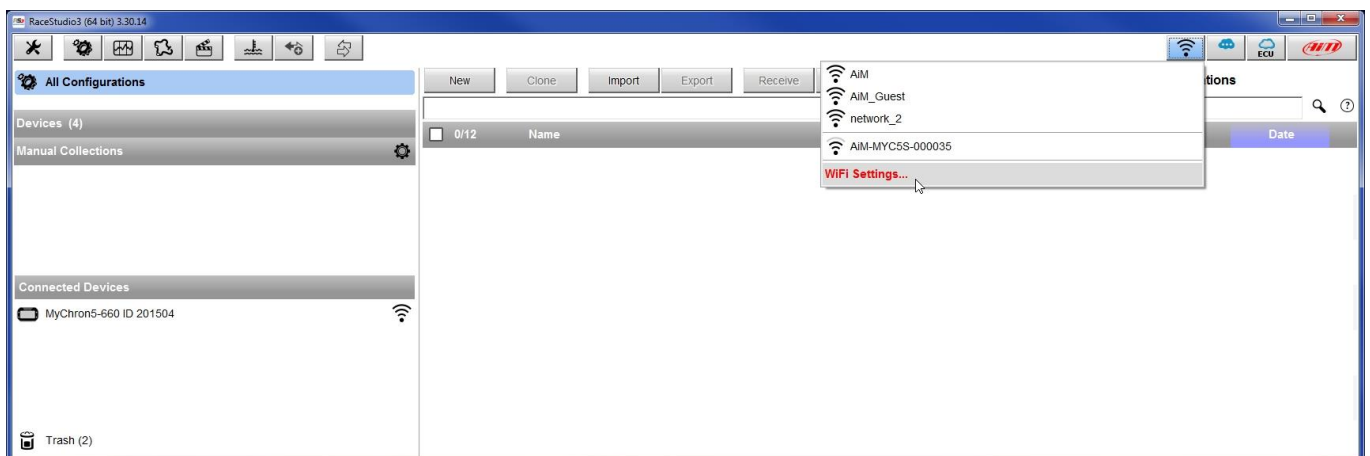 RaceStudio3 (64 bit) 3.30.14
ECU
AiM
All Configurations
Devices (4)
Manual Collections
Connected Devices
MyChron5-660 ID 201504
Trash (2)
New Clone Import Export Receive
tions
0/12 Name Date
AiM
AiM_Guest
network_2
AiM-MYC5S-000035
WiFi Settings...